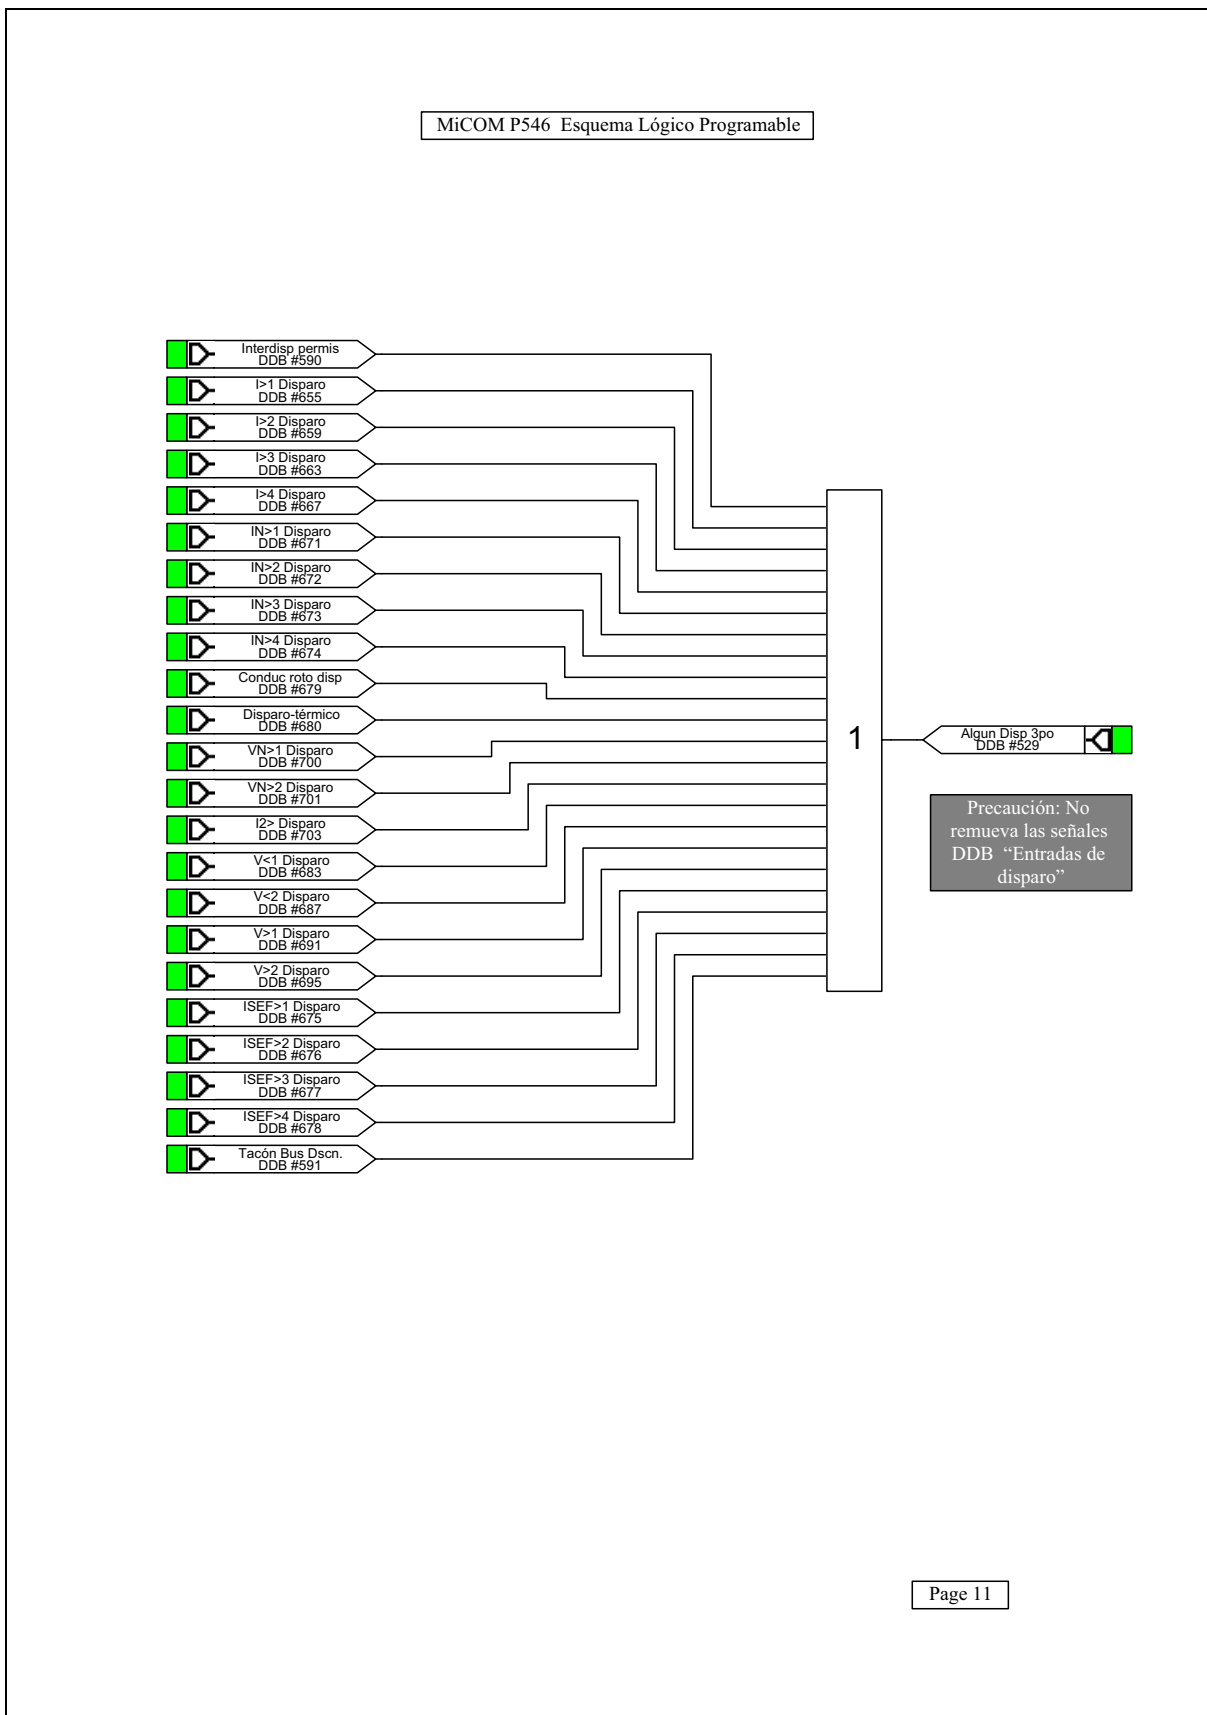 MiCOM P546 Esquema Lógico Programable
Interdisp permis
DDB #590
I>1 Disparo
DDB #655
I>2 Disparo
DDB #659
I>3 Disparo
DDB #663
I>4 Disparo
DDB #667
IN>1 Disparo
DDB #671
IN>2 Disparo
DDB #672
IN>3 Disparo
DDB #673
IN>4 Disparo
DDB #674
Conduc roto disp
DDB #679
Disparo-térmico
DDB #680
VN>1 Disparo
DDB #700
VN>2 Disparo
DDB #701
I2> Disparo
DDB #703
V<1 Disparo
DDB #683
V<2 Disparo
DDB #687
V>1 Disparo
DDB #691
V>2 Disparo
DDB #695
ISEF>1 Disparo
DDB #675
ISEF>2 Disparo
DDB #676
ISEF>3 Disparo
DDB #677
ISEF>4 Disparo
DDB #678
Tacón Bus Dscn.
DDB #591
1
Algun Disp 3po
DDB #529
Precaución: No
remueva las señales
DDB “Entradas de
disparo”
Page 11